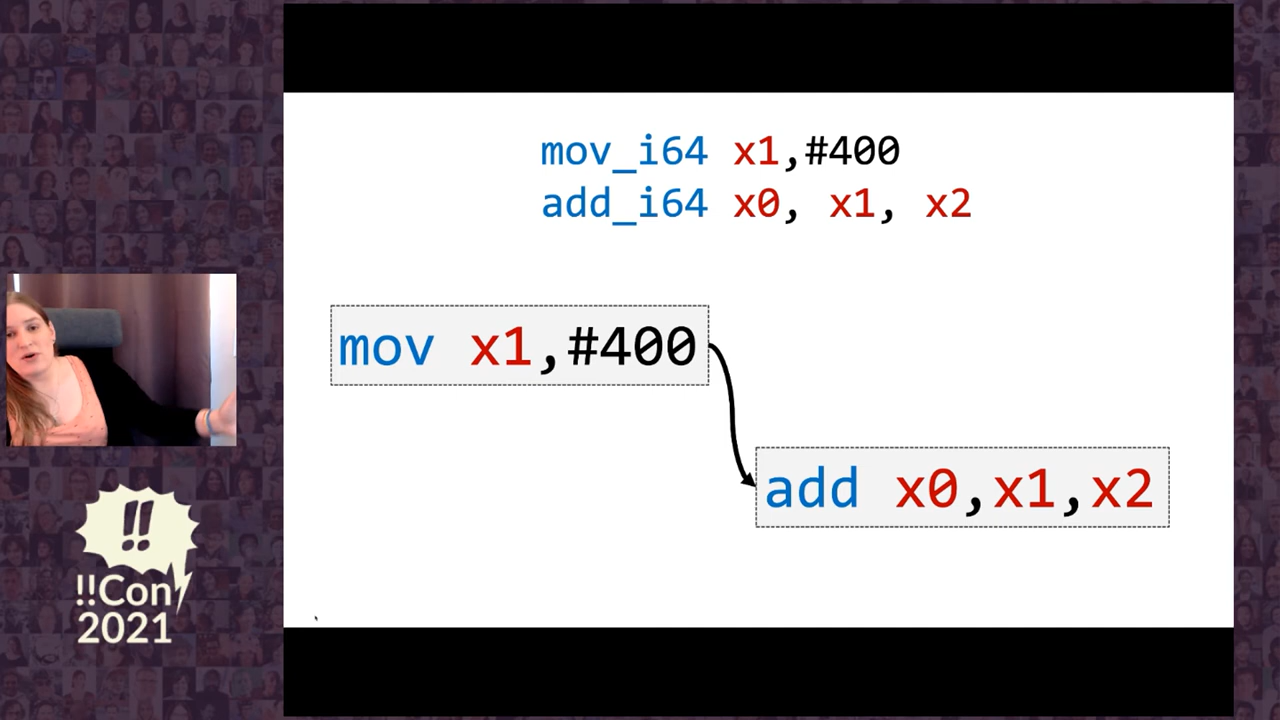 mov_i64 x1,#400
add_i64 x0, x1, x2
mov x1,#400
add x0,x1,x2
!!
!!Con
2021